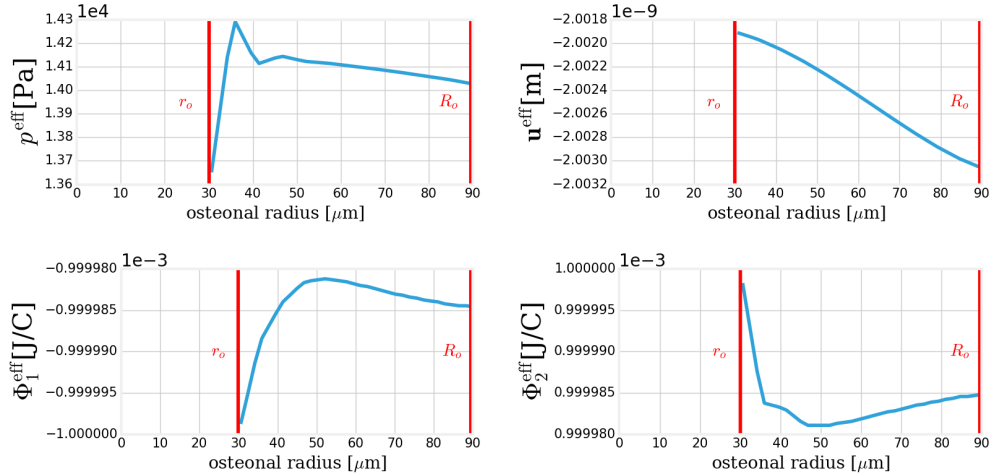 1e4
p^eff [Pa]
1.43
1.42
1.41
1.40
1.39
1.38
1.37
1.36
r_o
R_o
0 10 20 30 40 50 60 70 80 90
osteonal radius [μm]
1e−9
u^eff [m]
−2.0018
−2.0020
−2.0022
−2.0024
−2.0026
−2.0028
−2.0030
−2.0032
r_o
R_o
0 10 20 30 40 50 60 70 80 90
osteonal radius [μm]
1e−3
Φ_1^eff [J/C]
−0.999980
−0.999985
−0.999990
−0.999995
−1.000000
r_o
R_o
0 10 20 30 40 50 60 70 80 90
osteonal radius [μm]
1e−3
Φ_2^eff [J/C]
1.000000
0.999995
0.999990
0.999985
0.999980
r_o
R_o
0 10 20 30 40 50 60 70 80 90
osteonal radius [μm]